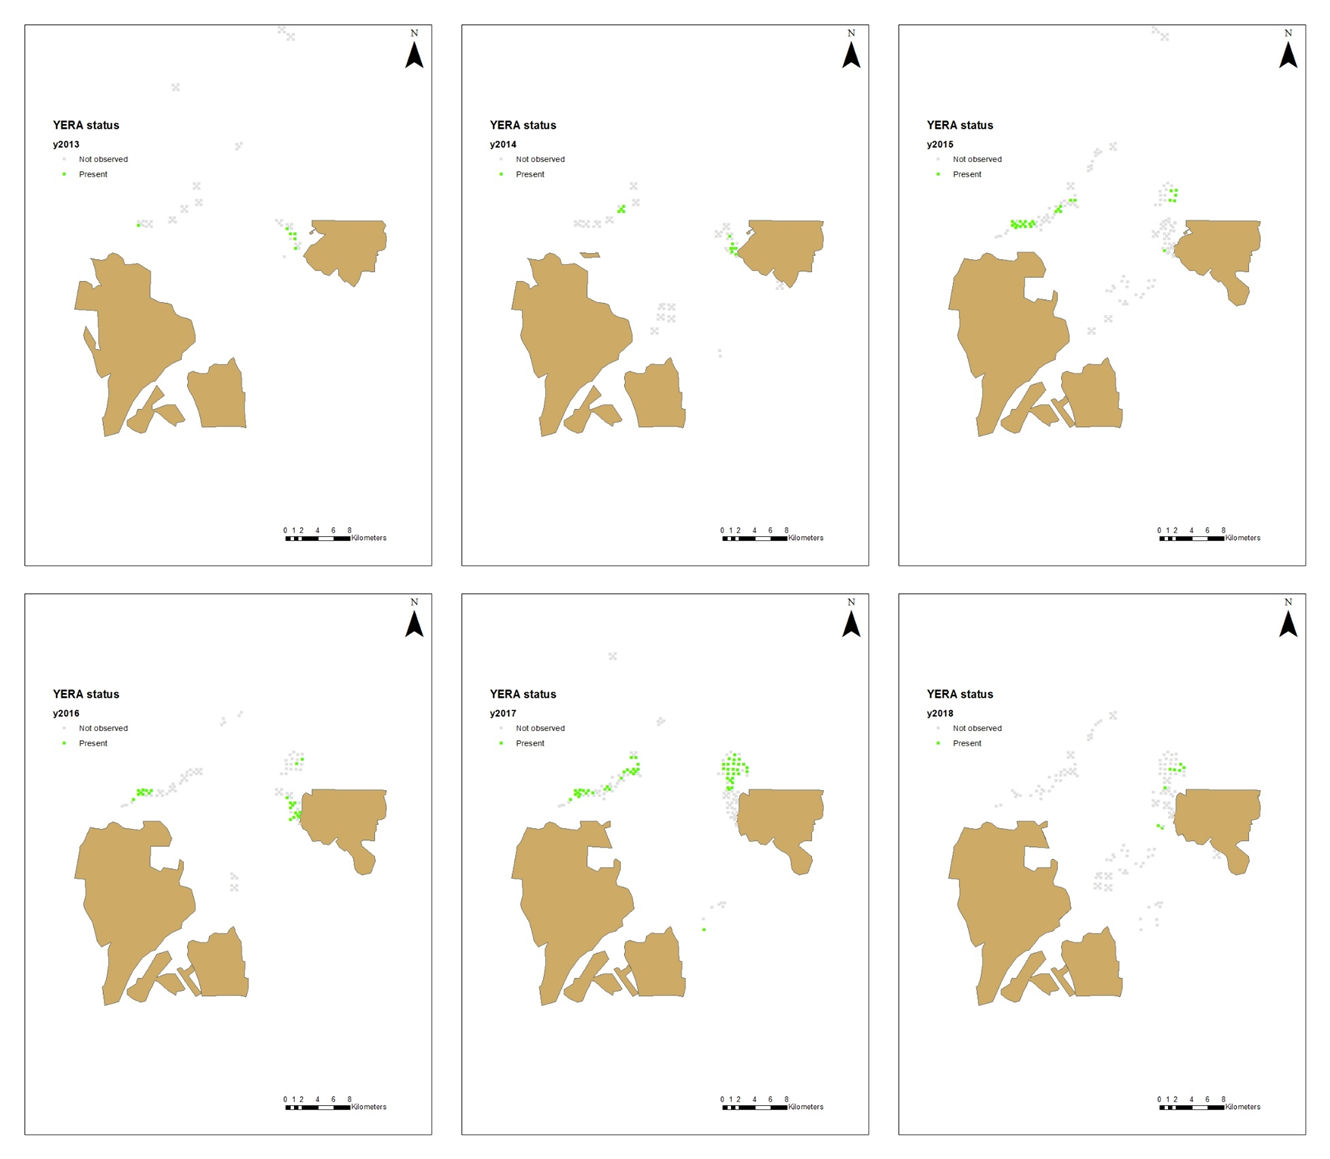 N
YERA status
y2013
Not observed
Present
0 1 2 4 6 8
Kilometers
N
YERA status
y2014
Not observed
Present
0 1 2 4 6 8
Kilometers
N
YERA status
y2015
Not observed
Present
0 1 2 4 6 8
Kilometers
N
YERA status
y2016
Not observed
Present
0 1 2 4 6 8
Kilometers
N
YERA status
y2017
Not observed
Present
0 1 2 4 6 8
Kilometers
N
YERA status
y2018
Not observed
Present
0 1 2 4 6 8
Kilometers